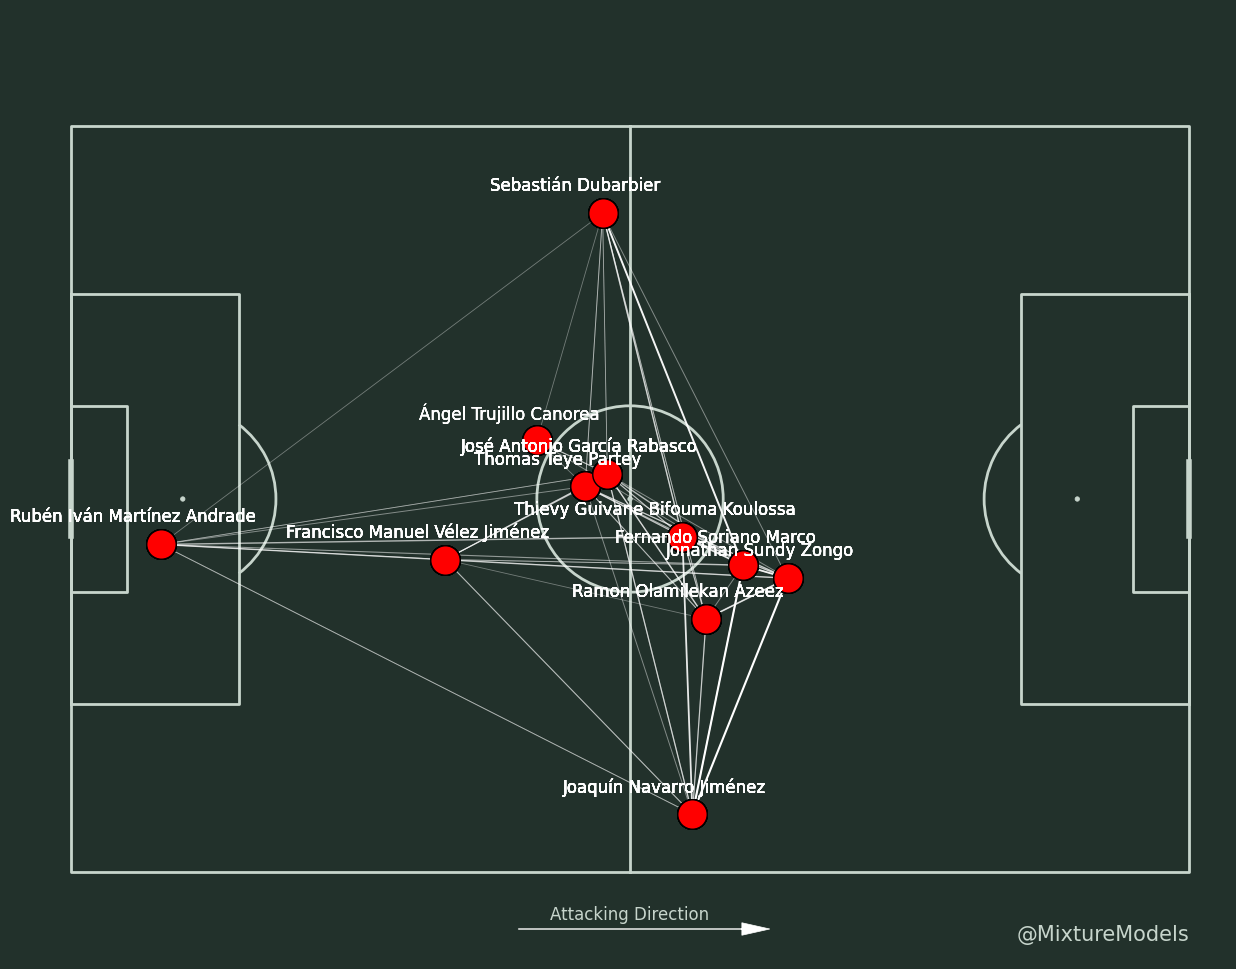 Sebastián Dubarbier
Ángel Trujillo Canorea
José Antonio García Rabasco
Thomas Teye Partey
Thievy Guivane Bifouma Koulossa
Rubén Iván Martínez Andrade
Francisco Manuel Vélez Jiménez
Fernando Soriano Marco
Jonathan Sundy Zongo
Ramon Olamilekan Azeez
Joaquín Navarro Jiménez
Attacking Direction
@MixtureModels